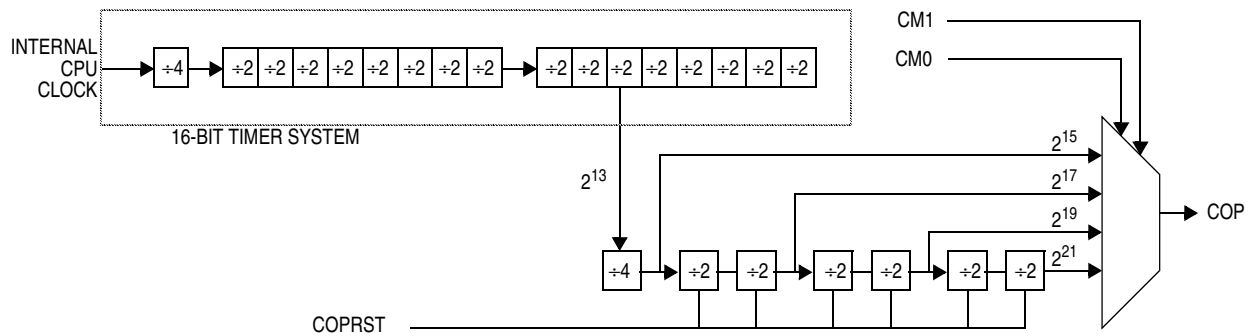 CM1
INTERNAL
CPU
CLOCK
÷4 ÷2 ÷2 ÷2 ÷2 ÷2 ÷2 ÷2 ÷2 ÷2 ÷2 ÷2 ÷2 ÷2 ÷2 ÷2 ÷2
CM0
16-BIT TIMER SYSTEM
2¹⁵
2¹³
2¹⁷
COP
2¹⁹
2²¹
÷4 ÷2 ÷2 ÷2 ÷2 ÷2 ÷2
COPRST